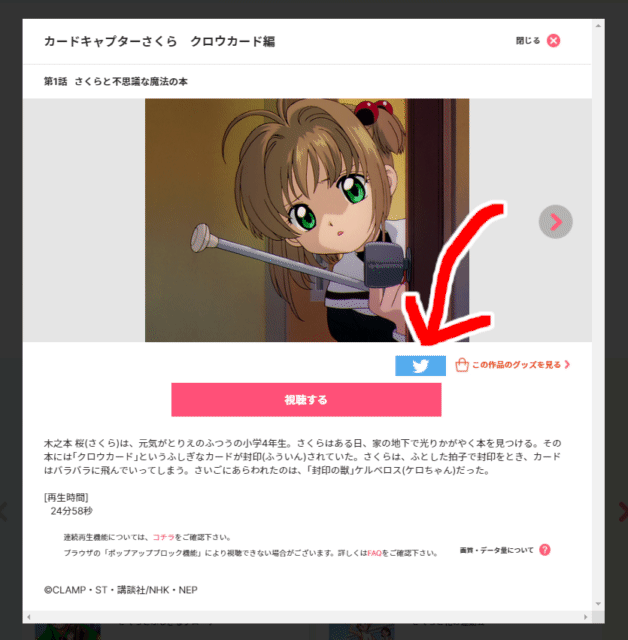 カードキャプターさくら　クロウカード編
閉じる
第1話 さくらと不思議な魔法の本
この作品のグッズを見る
視聴する
木之本 桜(さくら)は、元気がとりえのふつうの小学4年生。さくらはある日、家の地下で光りかがやく本を見つける。その
本には｢クロウカード｣というふしぎなカードが封印(ふういん)されていた。さくらは、ふとした拍子で封印をとき、カード
はバラバラに飛んでいってしまう。さいごにあらわれたのは、｢封印の獣｣ケルベロス(ケロちゃん)だった。
[再生時間]
24分58秒
連続再生機能については、コチラをご確認下さい。
ブラウザの「ポップアップブロック機能」により視聴できない場合がございます。詳しくはFAQをご確認下さい。
画質・データ量について ?
©CLAMP・ST・講談社/NHK・NEP